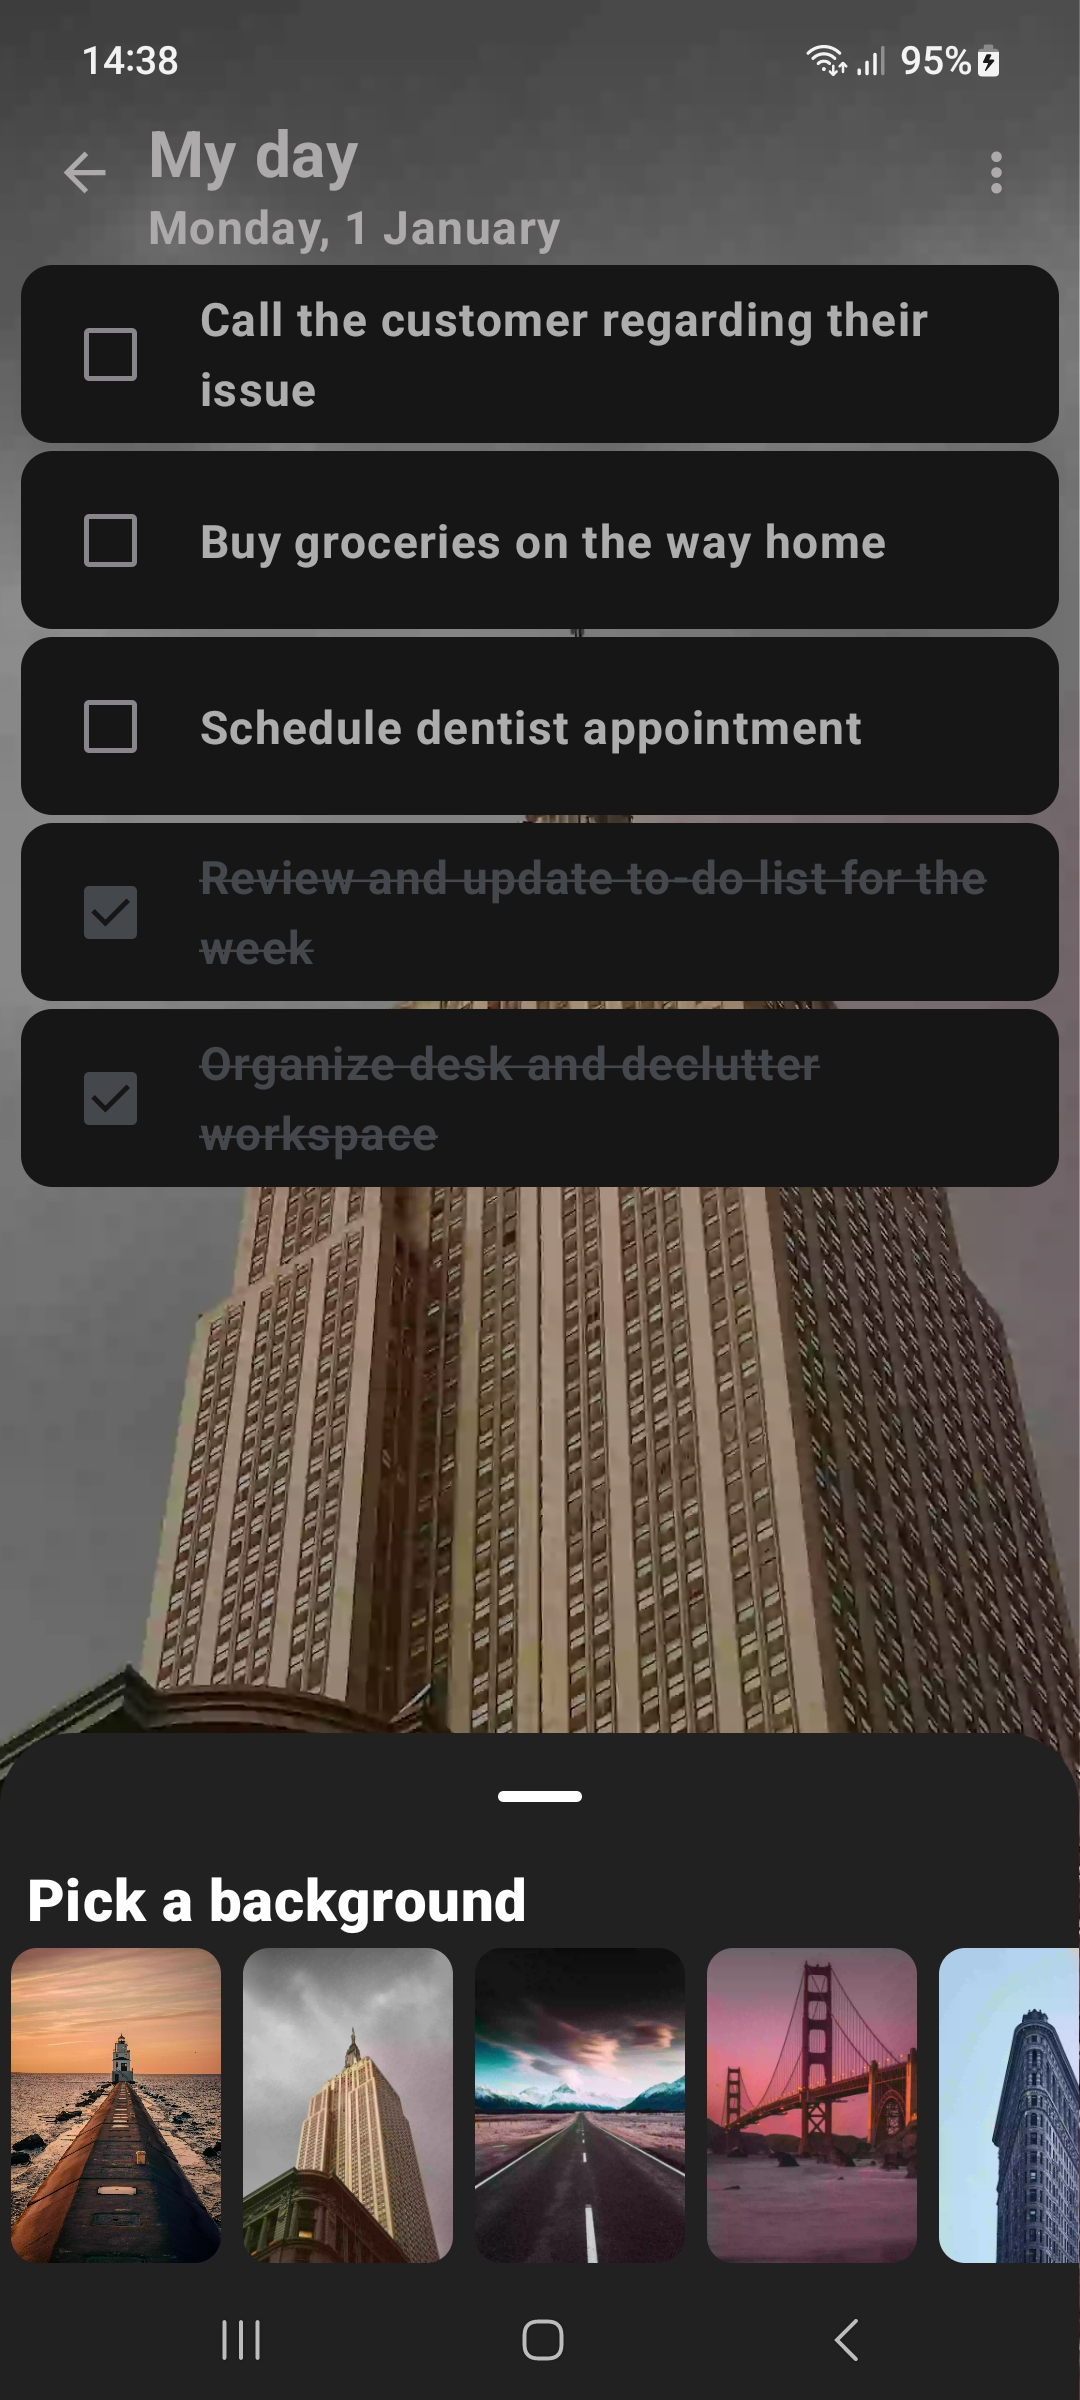 14:38
95%
My day
Monday, 1 January
Call the customer regarding their
issue
Buy groceries on the way home
Schedule dentist appointment
Review and update to-do list for the
week
Organize desk and declutter
workspace
Pick a background